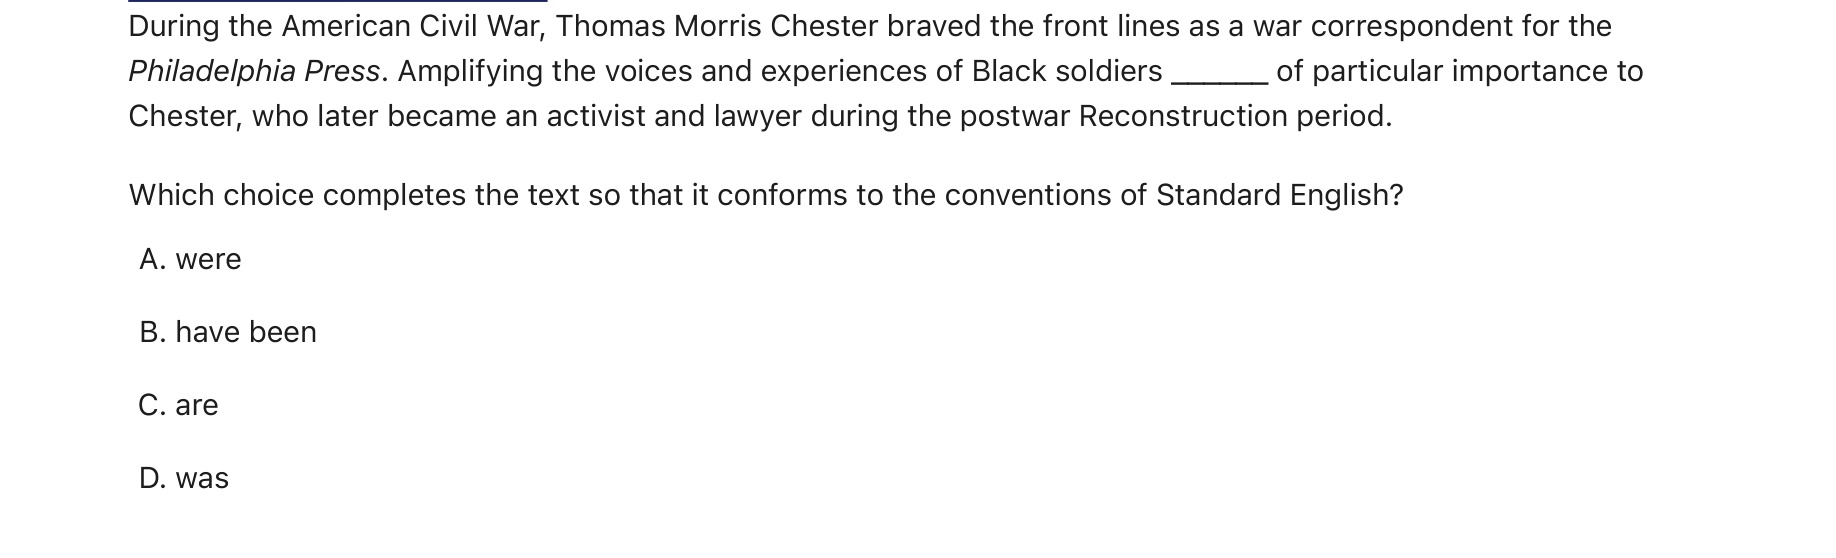 During the American Civil War, Thomas Morris Chester braved the front lines as a war correspondent for the
Philadelphia Press. Amplifying the voices and experiences of Black soldiers ______ of particular importance to
Chester, who later became an activist and lawyer during the postwar Reconstruction period.
Which choice completes the text so that it conforms to the conventions of Standard English?
A. were
B. have been
C. are
D. was